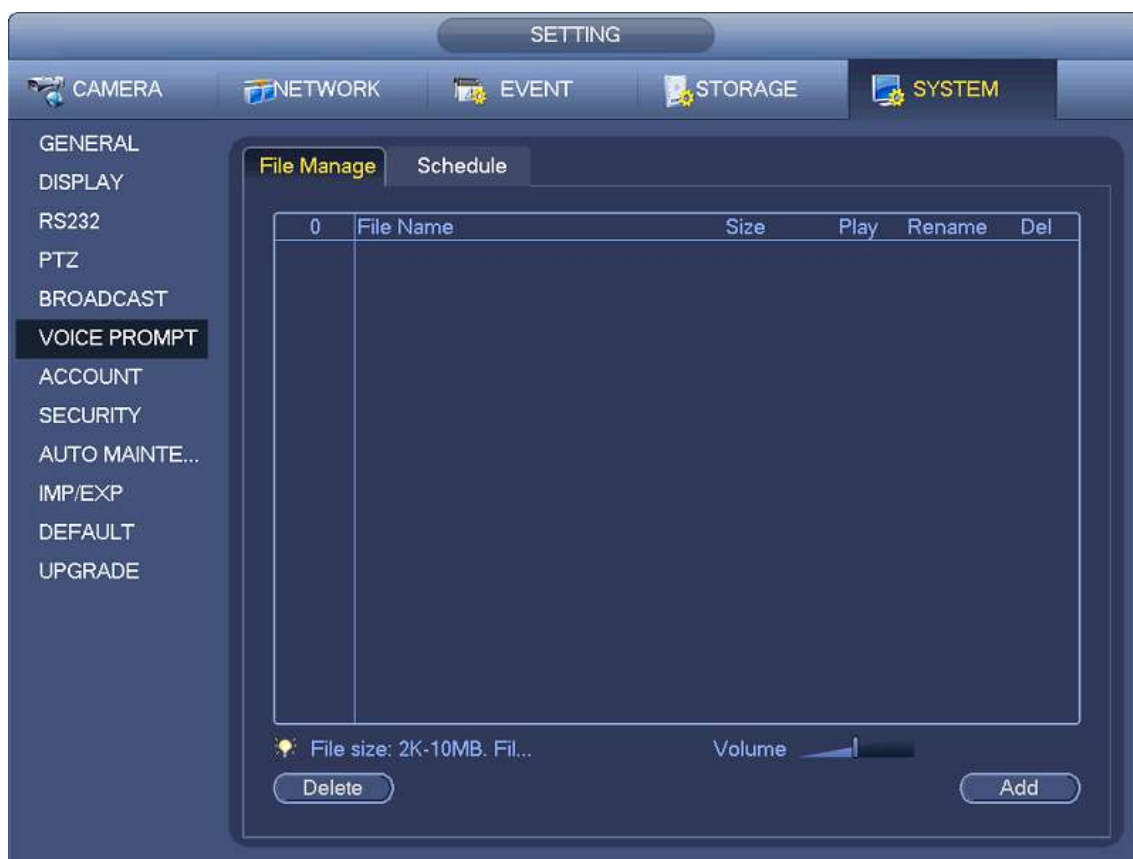 SETTING
CAMERA NETWORK EVENT STORAGE SYSTEM
GENERAL
DISPLAY
RS232
PTZ
BROADCAST
VOICE PROMPT
ACCOUNT
SECURITY
AUTO MAINTE...
IMP/EXP
DEFAULT
UPGRADE
File Manage Schedule
0 File Name Size Play Rename Del
File size: 2K-10MB. Fil... Volume
Delete Add